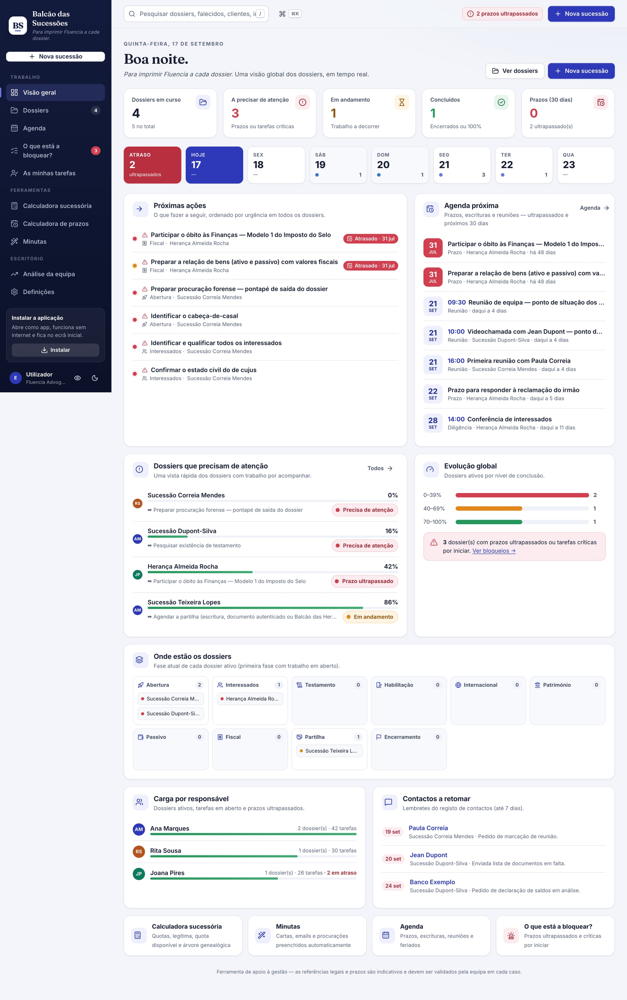 Balcão das
Sucessões
BS
Para imprimir Fluencia a cada
dossier.
Nova sucessão
TRABALHO
Visão geral
Dossiers 4
Agenda
O que está a
bloquear? 3
As minhas tarefas
FERRAMENTAS
Calculadora sucessória
Calculadora de prazos
Minutas
ESCRITÓRIO
Análise da equipa
Definições
Instalar a aplicação
Abre como app, funciona sem
internet e fica no ecrã inicial.
Instalar
E
Utilizador
Fluencia Advog...
Pesquisar dossiers, falecidos, clientes, /
⌘ ⌘K
2 prazos ultrapassados
Nova sucessão
QUINTA-FEIRA, 17 DE SETEMBRO
Boa noite.
Para imprimir Fluencia a cada dossier. Uma visão global dos dossiers, em tempo real.
Ver dossiers
Nova sucessão
Dossiers em curso
4
5 no total
A precisar de atenção
3
Prazos ou tarefas críticas
Em andamento
1
Trabalho a decorrer
Concluídos
1
Encerrados ou 100%
Prazos (30 dias)
0
2 ultrapassado(s)
ATRASO
2
ultrapassados
HOJE
17
—
SEX
18
—
SÁB
19
1
DOM
20
1
SEG
21
3
TER
22
1
QUA
23
—
Próximas ações
O que fazer a seguir, ordenado por urgência em todos os dossiers.
Participar o óbito às Finanças — Modelo 1 do Imposto do Selo
Fiscal · Herança Almeida Rocha
Atrasado · 31 jul
Preparar a relação de bens (ativo e passivo) com valores fiscais
Fiscal · Herança Almeida Rocha
Atrasado · 31 jul
Preparar procuração forense — pontapé de saída do dossier
Abertura · Sucessão Correia Mendes
Identificar o cabeça-de-casal
Abertura · Sucessão Correia Mendes
Identificar e qualificar todos os interessados
Interessados · Sucessão Correia Mendes
Confirmar o estado civil do de cujus
Interessados · Sucessão Correia Mendes
Agenda próxima
Agenda →
Prazos, escrituras e reuniões — ultrapassados e
próximos 30 dias
31
JUL
Participar o óbito às Finanças — Modelo 1 do Impos...
Prazo · Herança Almeida Rocha · há 48 dias
31
JUL
Preparar a relação de bens (ativo e passivo) com va...
Prazo · Herança Almeida Rocha · há 48 dias
21
SET
09:30 Reunião de equipa — ponto de situação dos ...
Reunião · daqui a 4 dias
21
SET
10:00 Videochamada com Jean Dupont — ponto d...
Reunião · Sucessão Dupont-Silva · daqui a 4 dias
21
SET
16:00 Primeira reunião com Paula Correia
Reunião · Sucessão Correia Mendes · daqui a 4 dias
22
SET
Prazo para responder à reclamação do irmão
Prazo · Herança Almeida Rocha · daqui a 5 dias
28
SET
14:00 Conferência de interessados
Diligência · Herança Almeida Rocha · daqui a 11 dias
Dossiers que precisam de atenção
Uma vista rápida dos dossiers com trabalho por acompanhar.
Todos →
RS
Sucessão Correia Mendes 0%
➡ Preparar procuração forense — pontapé de saída do dossier
Precisa de atenção
AM
Sucessão Dupont-Silva 16%
➡ Pesquisar existência de testamento
Precisa de atenção
JP
Herança Almeida Rocha 42%
➡ Participar o óbito às Finanças — Modelo 1 do Imposto do Selo
Prazo ultrapassado
AM
Sucessão Teixeira Lopes 86%
➡ Agendar a partilha (escritura, documento autenticado ou Balcão das Her...
Em andamento
Evolução global
Dossiers ativos por nível de conclusão.
0–39% 2
40–69% 1
70–100% 1
3 dossier(s) com prazos ultrapassados ou tarefas críticas
por iniciar. Ver bloqueios →
Onde estão os dossiers
Fase atual de cada dossier ativo (primeira fase com trabalho em aberto).
Abertura 2
Sucessão Correia M...
Sucessão Dupont-Si...
Interessados 1
Herança Almeida Ro...
Testamento 0
Habilitação 0
Internacional 0
Património 0
Passivo 0
Fiscal 0
Partilha 1
Sucessão Teixeira L...
Encerramento 0
Carga por responsável
Dossiers ativos, tarefas em aberto e prazos ultrapassados.
AM
Ana Marques 2 dossier(s) · 42 tarefas
RS
Rita Sousa 1 dossier(s) · 30 tarefas
JP
Joana Pires 1 dossier(s) · 26 tarefas · 2 em atraso
Contactos a retomar
Lembretes do registo de contactos (até 7 dias).
19 set
Paula Correia
Sucessão Correia Mendes · Pedido de marcação de reunião.
20 set
Jean Dupont
Sucessão Dupont-Silva · Enviada lista de documentos em falta.
24 set
Banco Exemplo
Sucessão Dupont-Silva · Pedido de declaração de saldos em análise.
Calculadora sucessória
Quotas, legítima, quota
disponível e árvore genealógica
Minutas
Cartas, emails e procurações
preenchidos automaticamente
Agenda
Prazos, escrituras, reuniões e
feriados
O que está a bloquear?
Prazos ultrapassados e críticas
por iniciar
Ferramenta de apoio à gestão — as referências legais e prazos são indicativos e devem ser validados pela equipa em cada caso.